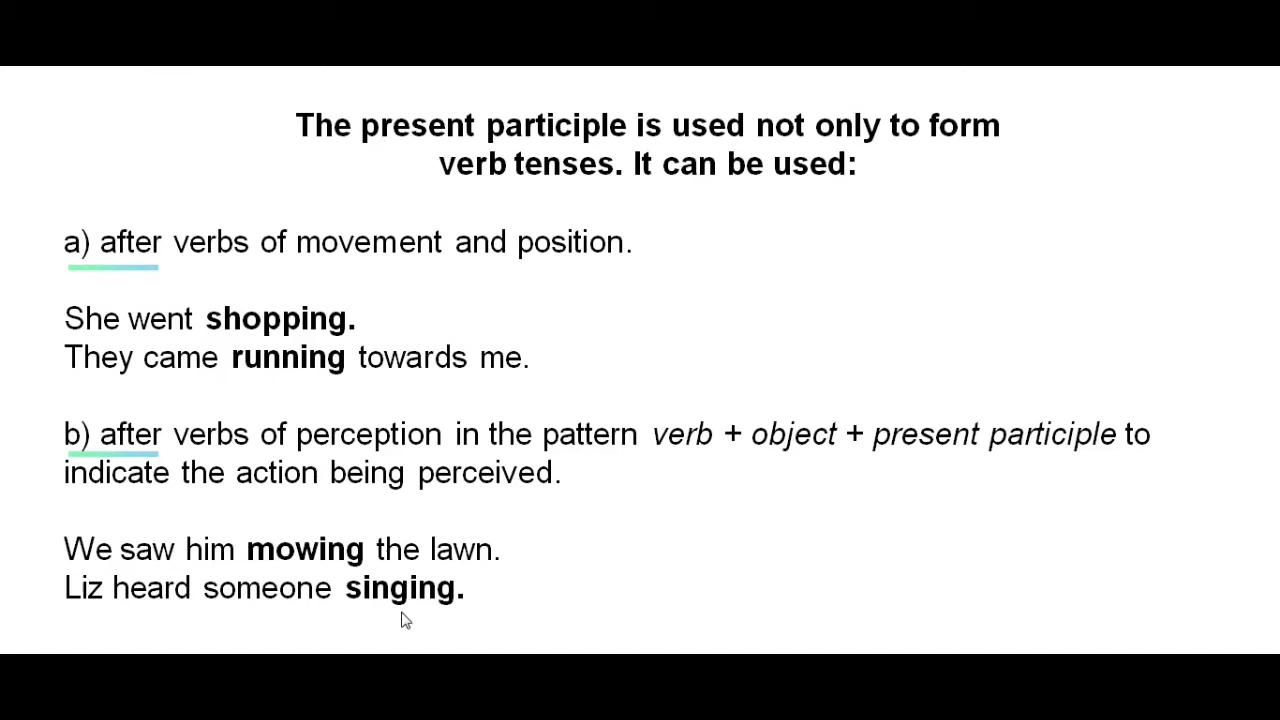 The present participle is used not only to form
verb tenses. It can be used:
a) after verbs of movement and position.
She went shopping.
They came running towards me.
b) after verbs of perception in the pattern verb + object + present participle to
indicate the action being perceived.
We saw him mowing the lawn.
Liz heard someone singing.